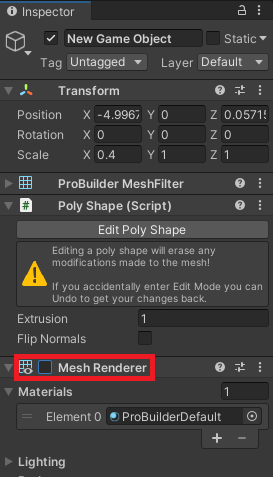 Inspector
New Game Object
Static
Tag Untagged Layer Default
Transform
Position X -4.9967 Y 0 Z 0.05715
Rotation X 0 Y 0 Z 0
Scale X 0.4 Y 1 Z 1
ProBuilder MeshFilter
Poly Shape (Script)
Edit Poly Shape
Editing a poly shape will erase any
modifications made to the mesh!
If you accidentally enter Edit Mode you can
Undo to get your changes back.
Extrusion 1
Flip Normals
Mesh Renderer
Materials 1
Element 0 ProBuilderDefault
Lighting